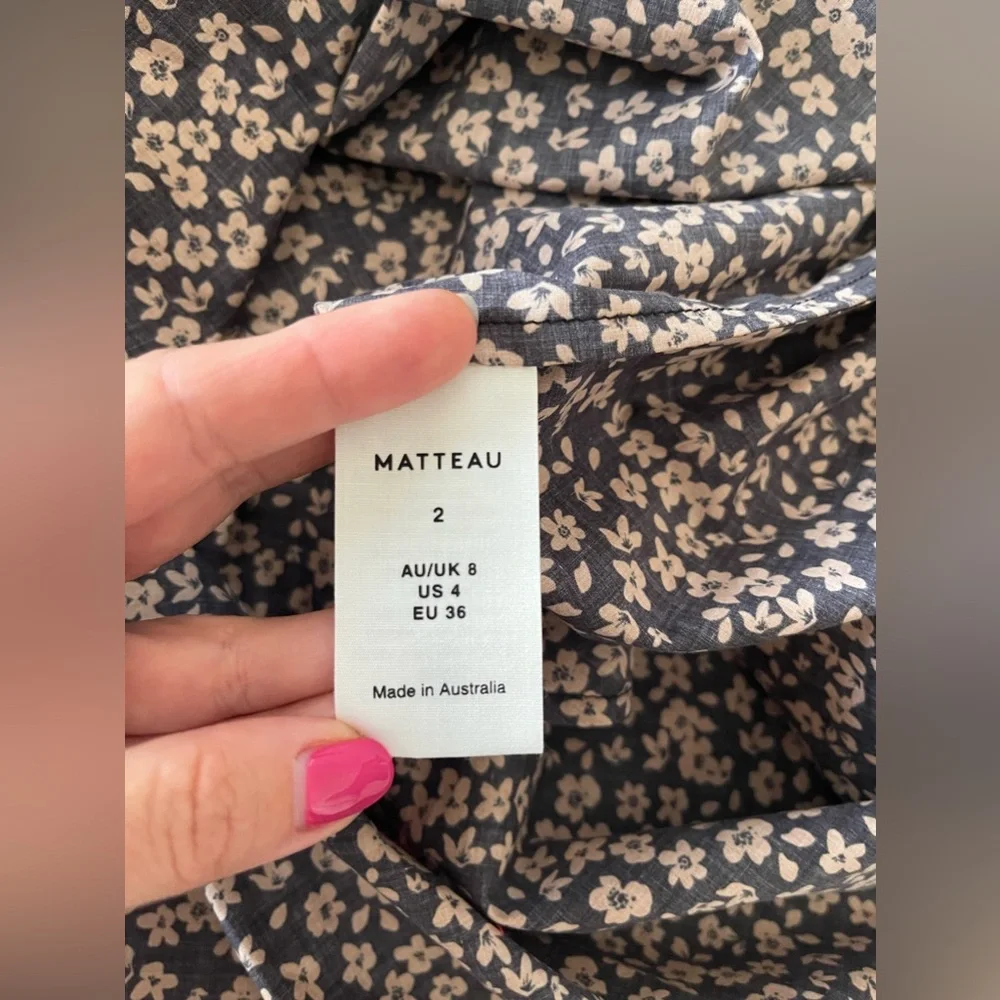 MATTEAU
2
AU/UK 8
US 4
EU 36
Made in Australia